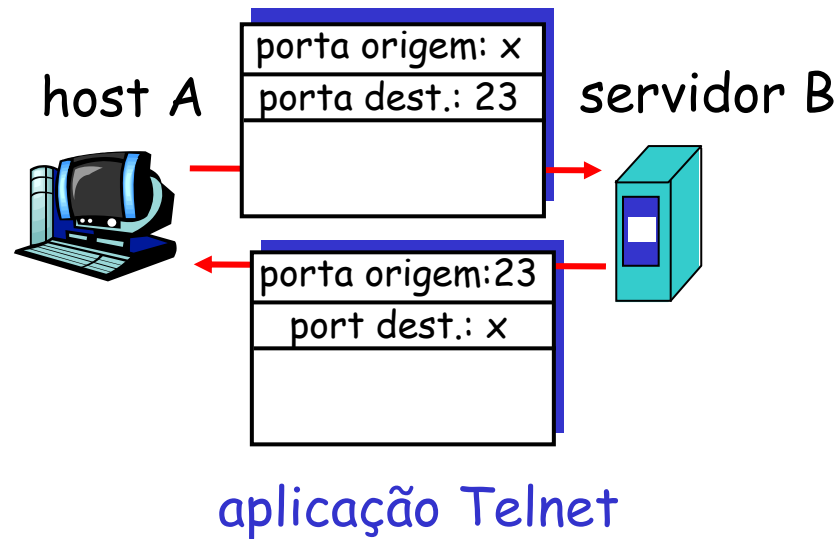 porta origem: x
host A
porta dest.: 23
servidor B
porta origem:23
port dest.: x
aplicação Telnet